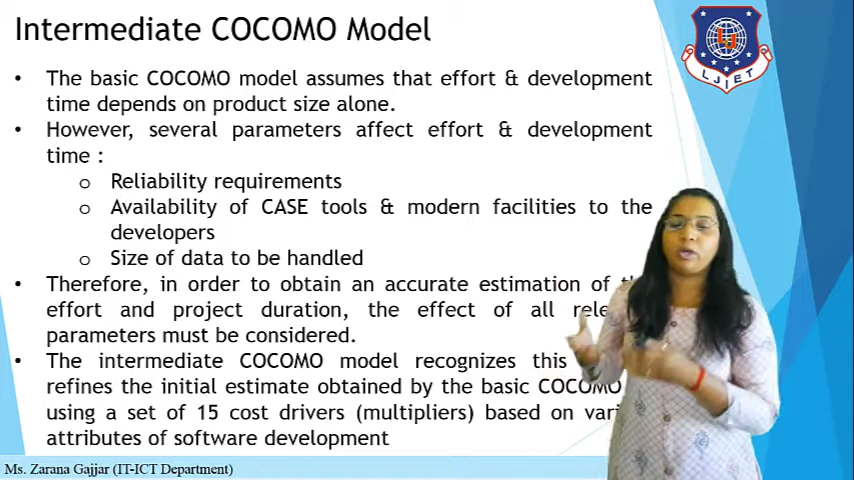 Intermediate COCOMO Model
LJIET
• The basic COCOMO model assumes that effort & development
time depends on product size alone.
• However, several parameters affect effort & development
time :
o Reliability requirements
o Availability of CASE tools & modern facilities to the
developers
o Size of data to be handled
• Therefore, in order to obtain an accurate estimation of
effort and project duration, the effect of all
parameters must be considered.
• The intermediate COCOMO model recognizes this
refines the initial estimate obtained by the basic COCOMO
using a set of 15 cost drivers (multipliers) based on
attributes of software development
Ms. Zarana Gajjar (IT-ICT Department)